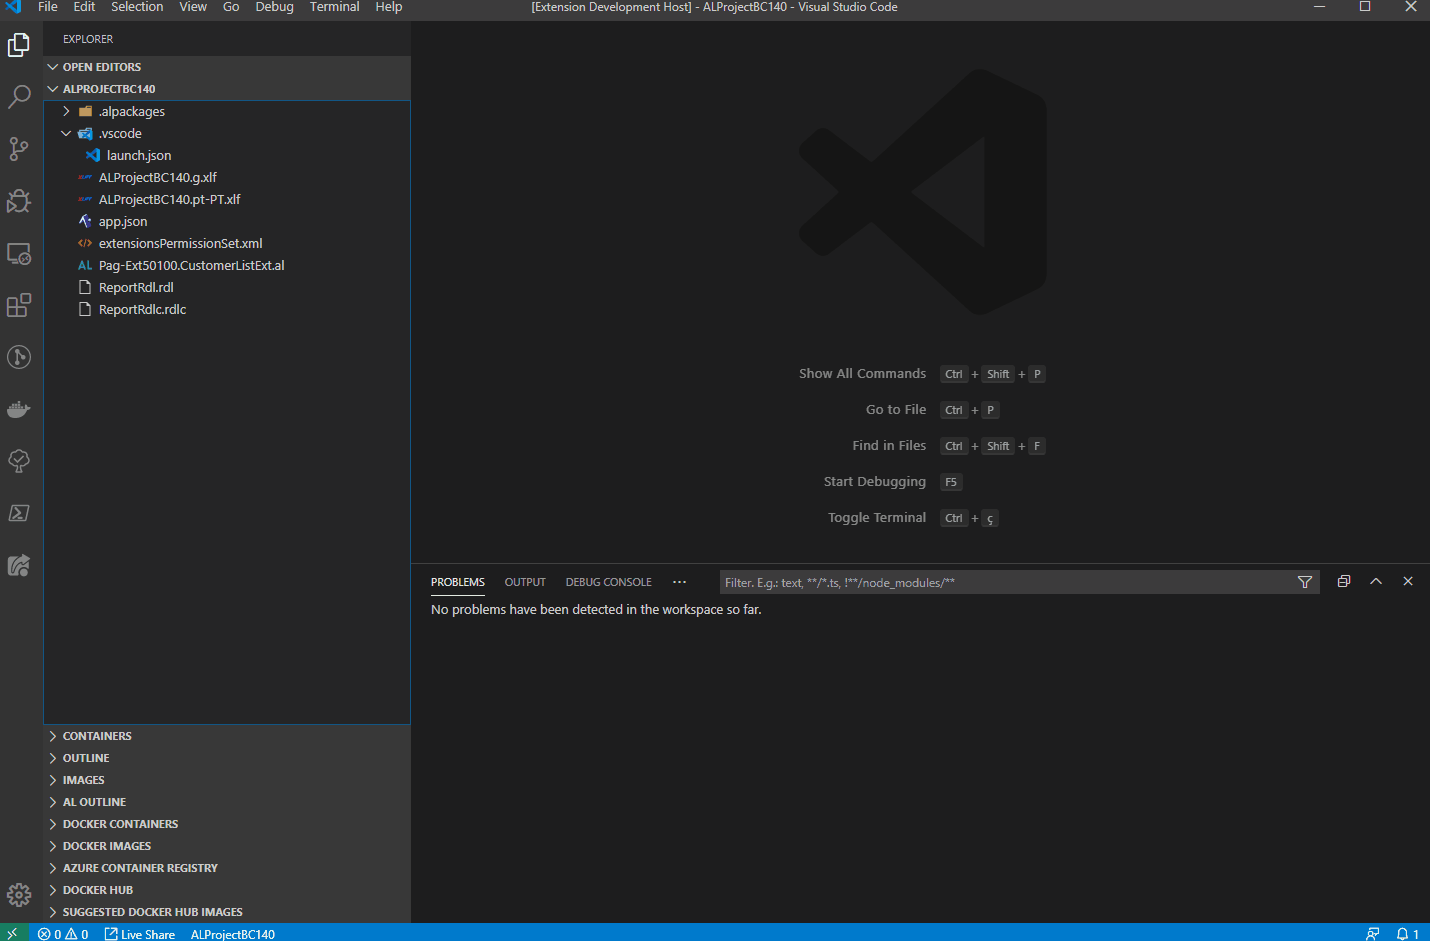 File Edit Selection View Go Debug Terminal Help
[Extension Development Host] - ALProjectBC140 - Visual Studio Code
EXPLORER
OPEN EDITORS
ALPROJECTBC140
.alpackages
.vscode
launch.json
ALProjectBC140.g.xlf
ALProjectBC140.pt-PT.xlf
app.json
extensionsPermissionSet.xml
AL Pag-Ext50100.CustomerListExt.al
ReportRdl.rdl
ReportRdlc.rdlc
CONTAINERS
OUTLINE
IMAGES
AL OUTLINE
DOCKER CONTAINERS
DOCKER IMAGES
AZURE CONTAINER REGISTRY
DOCKER HUB
SUGGESTED DOCKER HUB IMAGES
Show All Commands Ctrl + Shift + P
Go to File Ctrl + P
Find in Files Ctrl + Shift + F
Start Debugging F5
Toggle Terminal Ctrl + ç
PROBLEMS OUTPUT DEBUG CONSOLE ··· Filter. E.g.: text, **/*.ts, !**/node_modules/**
No problems have been detected in the workspace so far.
0 0 Live Share ALProjectBC140 1